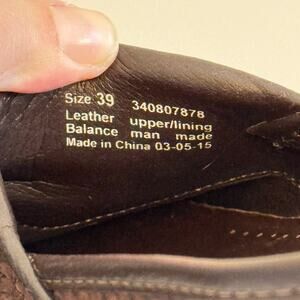 Size 39 340807878
Leather upper/lining
Balance man made
Made in China 03-05-15